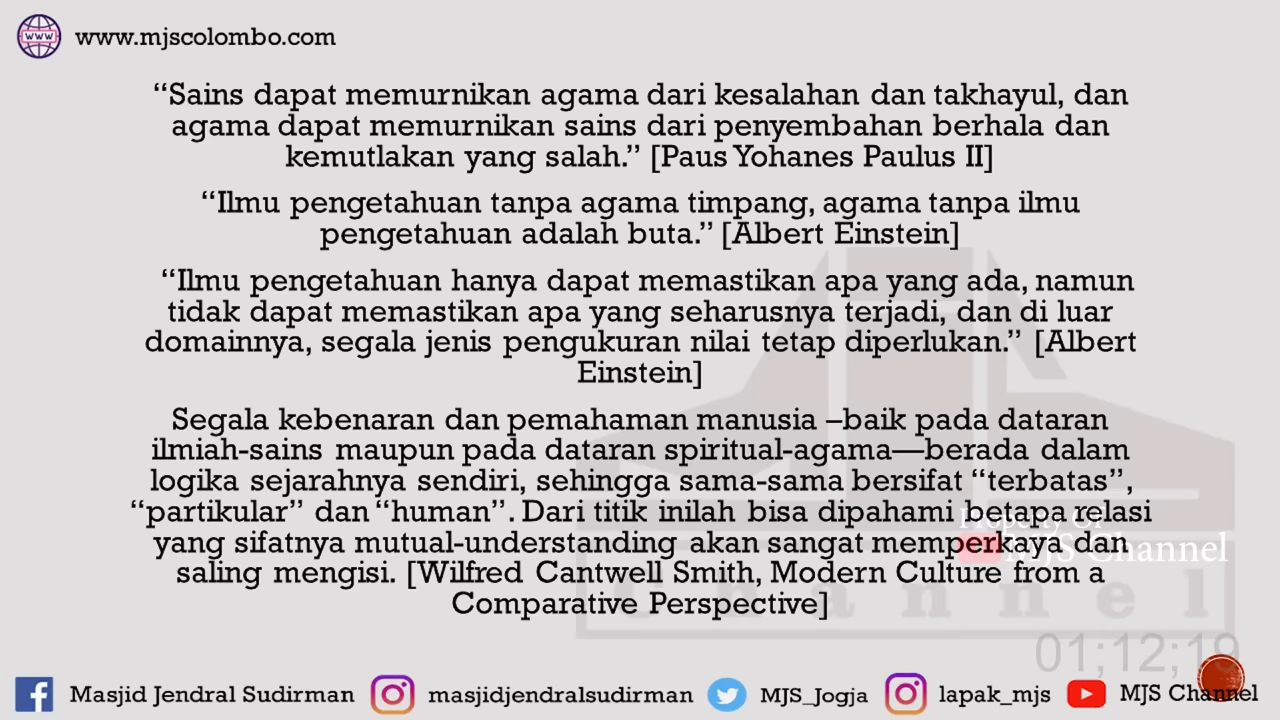 www.mjscolombo.com
“Sains dapat memurnikan agama dari kesalahan dan takhayul, dan
agama dapat memurnikan sains dari penyembahan berhala dan
kemutlakan yang salah.” [Paus Yohanes Paulus II]
“Ilmu pengetahuan tanpa agama timpang, agama tanpa ilmu
pengetahuan adalah buta.” [Albert Einstein]
“Ilmu pengetahuan hanya dapat memastikan apa yang ada, namun
tidak dapat memastikan apa yang seharusnya terjadi, dan di luar
domainnya, segala jenis pengukuran nilai tetap diperlukan.” [Albert
Einstein]
Segala kebenaran dan pemahaman manusia –baik pada dataran
ilmiah-sains maupun pada dataran spiritual-agama—berada dalam
logika sejarahnya sendiri, sehingga sama-sama bersifat “terbatas”,
“partikular” dan “human”. Dari titik inilah bisa dipahami betapa relasi
yang sifatnya mutual-understanding akan sangat memperkaya dan
saling mengisi. [Wilfred Cantwell Smith, Modern Culture from a
Comparative Perspective]
Property Of
MJS Channel
Channel
01;12;19
Masjid Jendral Sudirman masjidjendralsudirman MJS_Jogja lapak_mjs MJS Channel